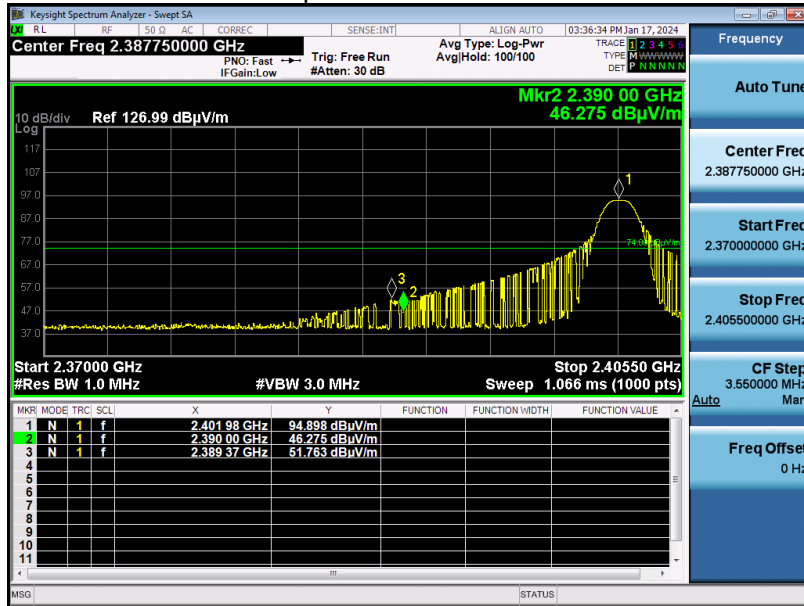 Keysight Spectrum Analyzer - Swept SA
LXI RL RF 50 Ω AC CORREC SENSE:INT ALIGN AUTO 03:36:34 PM Jan 17, 2024
Center Freq 2.387750000 GHz
PNO: Fast
IFGain:Low
Trig: Free Run
#Atten: 30 dB
Avg Type: Log-Pwr
Avg|Hold: 100/100
TRACE 1 2 3 4 5 6
TYPE M W W W W W
DET P N N N N N
Mkr2 2.390 00 GHz
46.275 dBµV/m
10 dB/div Ref 126.99 dBµV/m
Log
117
107
97.0
87.0
77.0
67.0
57.0
47.0
37.0
1
3
2
Start 2.37000 GHz Stop 2.40550 GHz
#Res BW 1.0 MHz #VBW 3.0 MHz Sweep 1.066 ms (1000 pts)
MKR MODE TRC SCL X Y FUNCTION FUNCTION WIDTH FUNCTION VALUE
1 N 1 f 2.401 98 GHz 94.898 dBµV/m
2 N 1 f 2.390 00 GHz 46.275 dBµV/m
3 N 1 f 2.389 37 GHz 51.763 dBµV/m
4
5
6
7
8
9
10
11
MSG STATUS
Frequency
Auto Tune
Center Freq
2.387750000 GHz
Start Freq
2.370000000 GHz
Stop Freq
2.405500000 GHz
CF Step
3.550000 MHz
Auto Man
Freq Offset
0 Hz